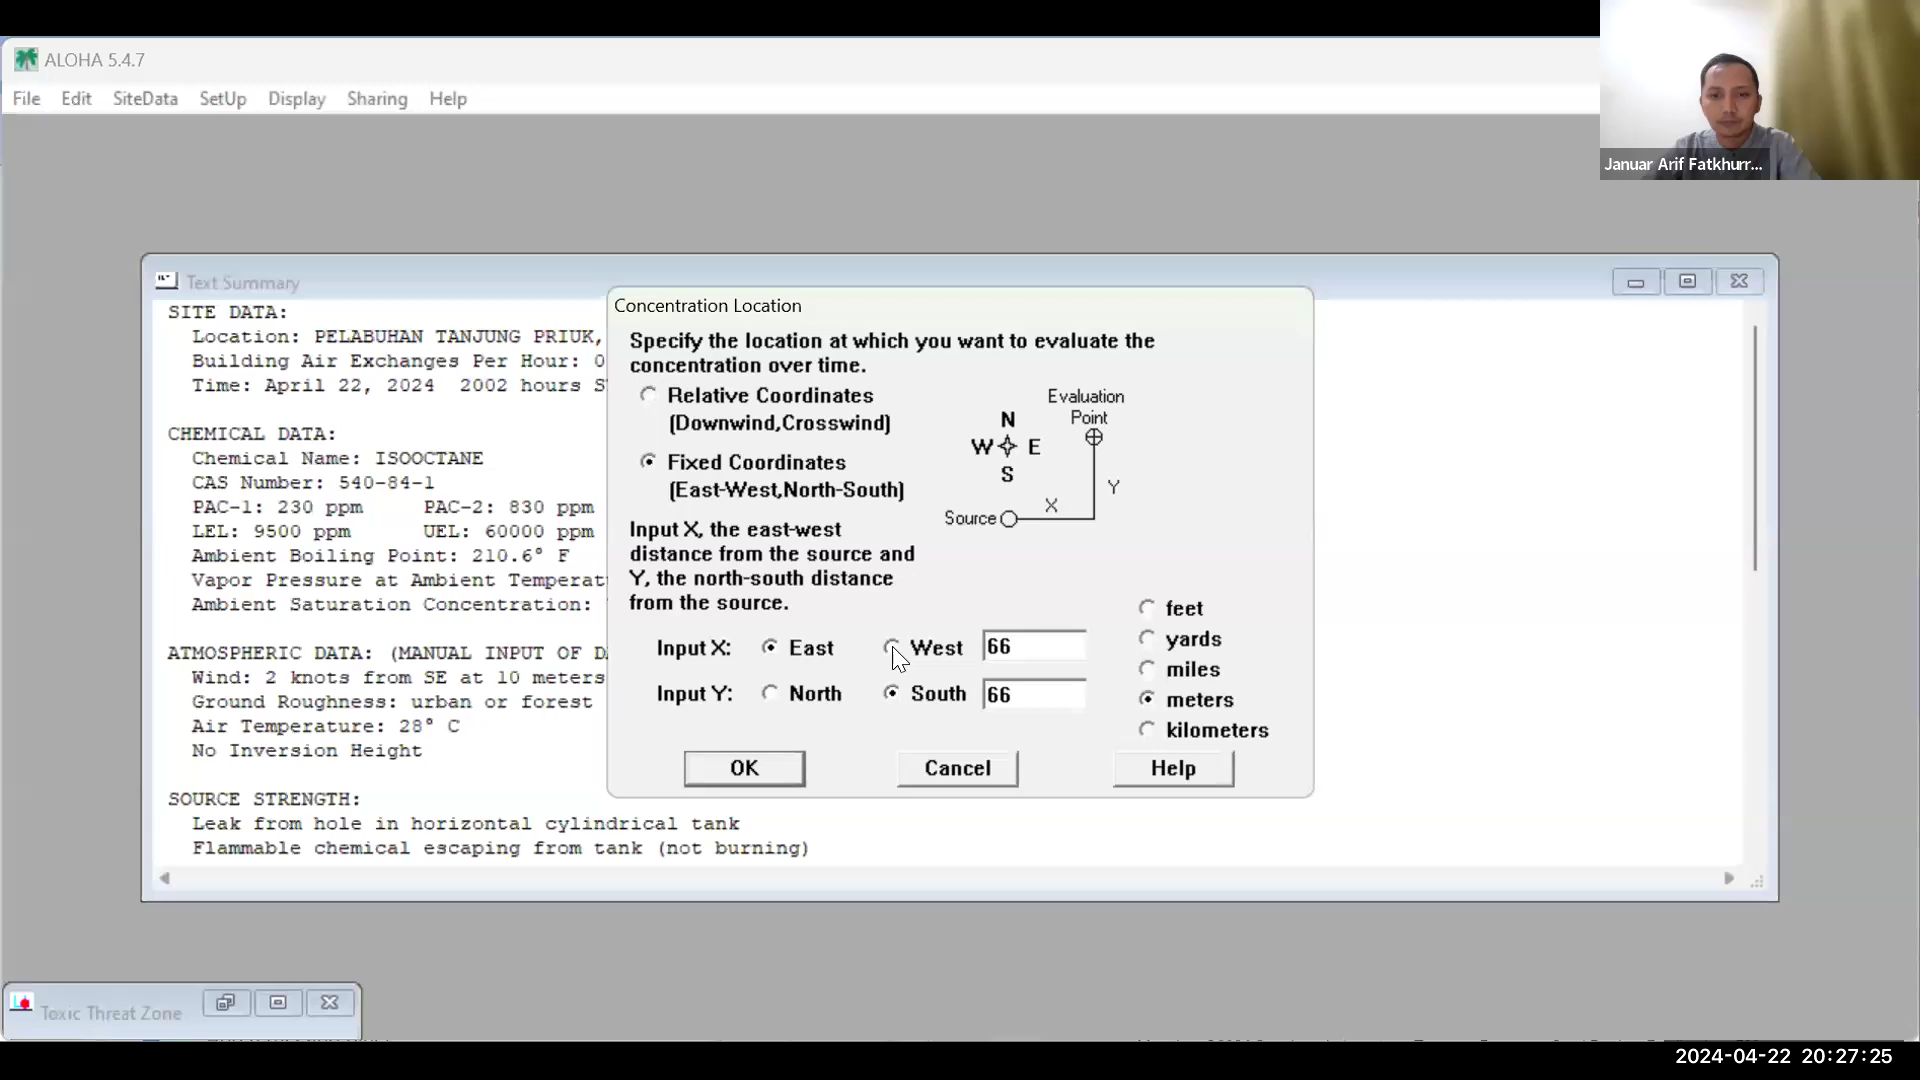 ALOHA 5.4.7
File Edit SiteData SetUp Display Sharing Help
Januar Arif Fatkhurr...
Text Summary
SITE DATA:
Location: PELABUHAN TANJUNG PRIUK,
Building Air Exchanges Per Hour: 0
Time: April 22, 2024 2002 hours S
CHEMICAL DATA:
Chemical Name: ISOOCTANE
CAS Number: 540-84-1
PAC-1: 230 ppm PAC-2: 830 ppm
LEL: 9500 ppm UEL: 60000 ppm
Ambient Boiling Point: 210.6° F
Vapor Pressure at Ambient Temperat
Ambient Saturation Concentration:
ATMOSPHERIC DATA: (MANUAL INPUT OF D
Wind: 2 knots from SE at 10 meters
Ground Roughness: urban or forest
Air Temperature: 28° C
No Inversion Height
SOURCE STRENGTH:
Leak from hole in horizontal cylindrical tank
Flammable chemical escaping from tank (not burning)
Concentration Location
Specify the location at which you want to evaluate the
concentration over time.
Relative Coordinates
(Downwind,Crosswind)
Fixed Coordinates
(East-West,North-South)
Evaluation
Point
N
W E
S
Y
X
Source
Input X, the east-west
distance from the source and
Y, the north-south distance
from the source.
Input X: East West 66
Input Y: North South 66
feet
yards
miles
meters
kilometers
OK Cancel Help
Toxic Threat Zone
2024-04-22 20:27:25